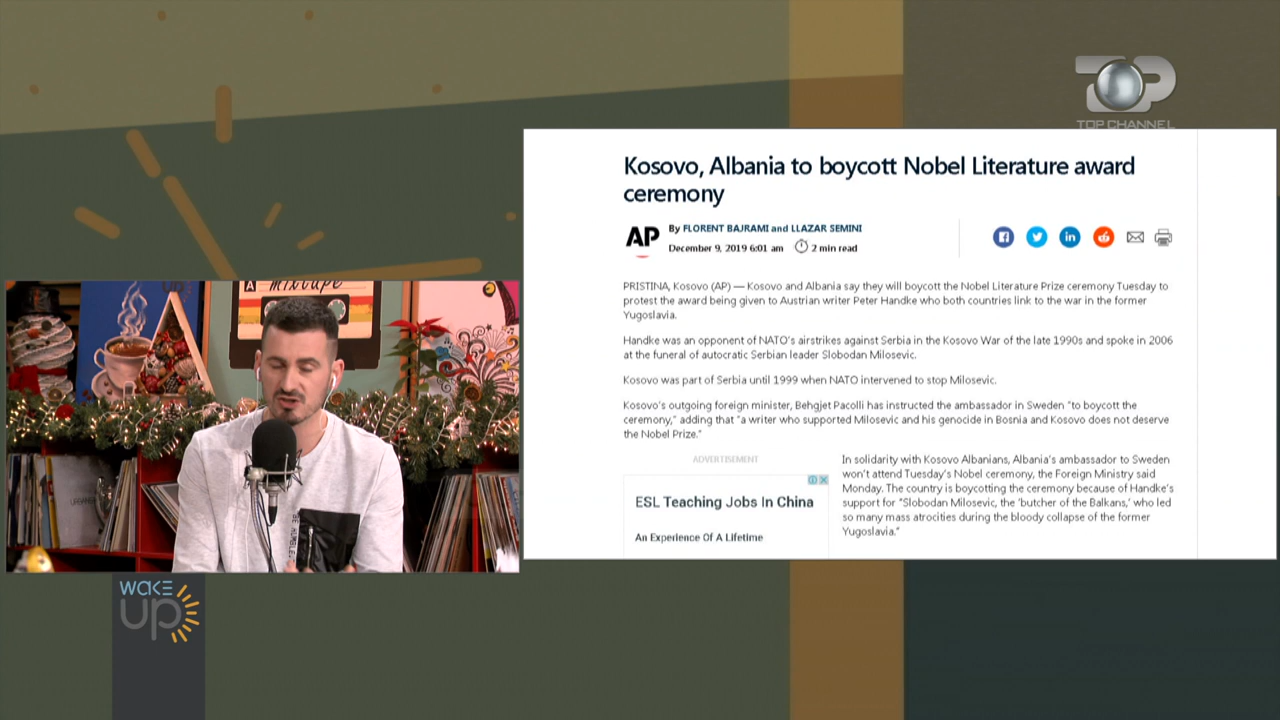 TOP CHANNEL
Kosovo, Albania to boycott Nobel Literature award
ceremony
AP
By FLORENT BAJRAMI and LLAZAR SEMINI
December 9, 2019 6:01 am
2 min read
PRISTINA, Kosovo (AP) — Kosovo and Albania say they will boycott the Nobel Literature Prize ceremony Tuesday to
protest the award being given to Austrian writer Peter Handke who both countries link to the war in the former
Yugoslavia.
Handke was an opponent of NATO's airstrikes against Serbia in the Kosovo War of the late 1990s and spoke in 2006
at the funeral of autocratic Serbian leader Slobodan Milosevic.
Kosovo was part of Serbia until 1999 when NATO intervened to stop Milosevic.
Kosovo's outgoing foreign minister, Behgjet Pacolli has instructed the ambassador in Sweden "to boycott the
ceremony," adding that "a writer who supported Milosevic and his genocide in Bosnia and Kosovo does not deserve
the Nobel Prize."
ADVERTISEMENT
ESL Teaching Jobs In China
An Experience Of A Lifetime
In solidarity with Kosovo Albanians, Albania's ambassador to Sweden
won't attend Tuesday's Nobel ceremony, the Foreign Ministry said
Monday. The country is boycotting the ceremony because of Handke's
support for "Slobodan Milosevic, the 'butcher of the Balkans,' who led
so many mass atrocities during the bloody collapse of the former
Yugoslavia."
A mixtape
WAKE
up